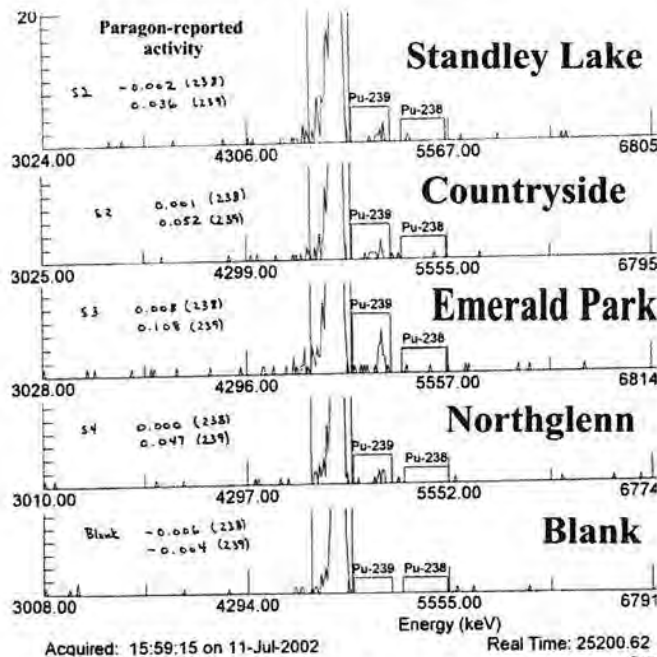 20
Paragon-reported
activity
Standley Lake
S1 -0.002 (238)
0.036 (239)
Pu-239
Pu-238
3024.00 4306.00 5567.00 6805
Countryside
S2 0.001 (238)
0.052 (239)
Pu-239
Pu-238
3025.00 4299.00 5555.00 6795
Emerald Park
S3 0.008 (238)
0.108 (239)
Pu-239
Pu-238
3028.00 4296.00 5557.00 6814
Northglenn
S4 0.000 (238)
0.047 (239)
Pu-239
Pu-238
3010.00 4297.00 5552.00 6774
Blank
Blank -0.006 (238)
-0.004 (239)
Pu-239 Pu-238
3008.00 4294.00 5555.00 6791
Energy (keV)
Acquired: 15:59:15 on 11-Jul-2002 Real Time: 25200.62